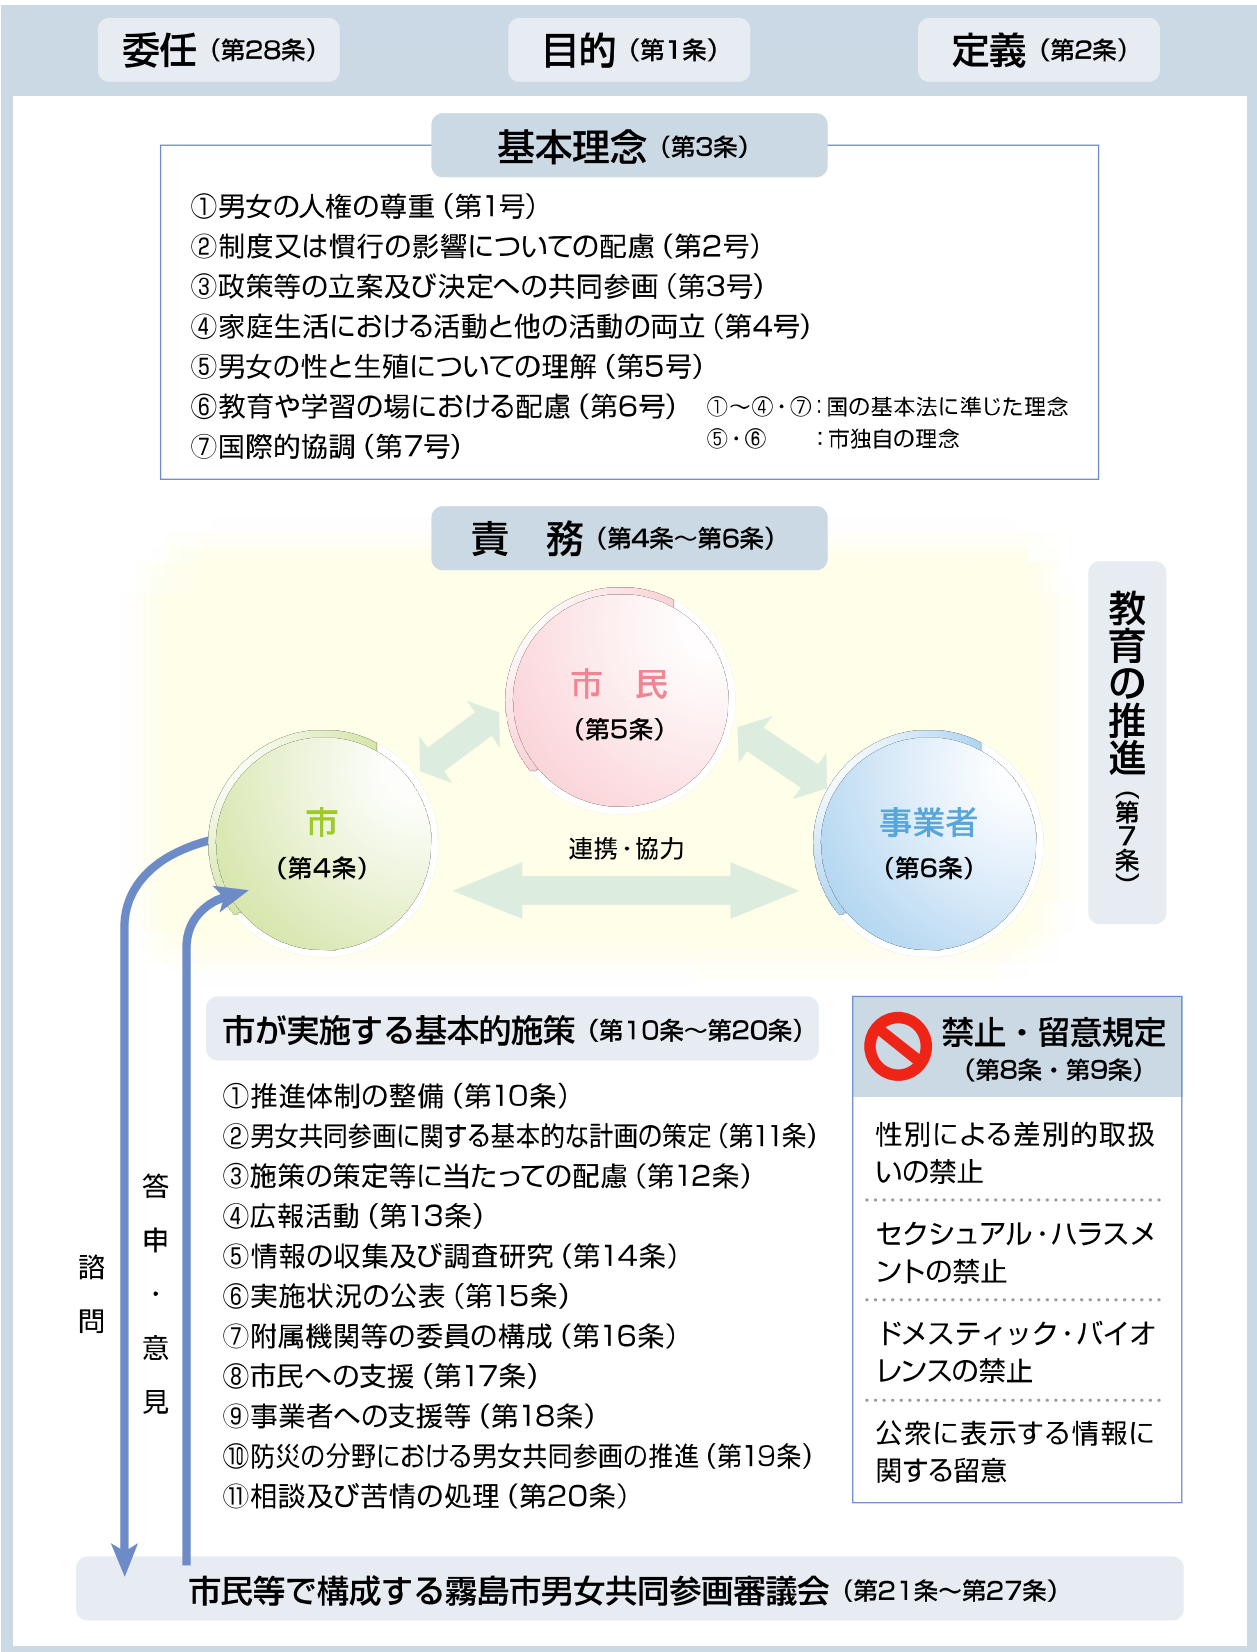 委任（第28条）
目的（第1条）
定義（第2条）
基本理念（第3条）
①男女の人権の尊重（第1号）
②制度又は慣行の影響についての配慮（第2号）
③政策等の立案及び決定への共同参画（第3号）
④家庭生活における活動と他の活動の両立（第4号）
⑤男女の性と生殖についての理解（第5号）
⑥教育や学習の場における配慮（第6号）
⑦国際的協調（第7号）
①～④・⑦：国の基本法に準じた理念
⑤・⑥　　：市独自の理念
責　務（第4条～第6条）
市　民
（第5条）
市
（第4条）
事業者
（第6条）
連携・協力
教育の推進（第7条）
市が実施する基本的施策（第10条～第20条）
①推進体制の整備（第10条）
②男女共同参画に関する基本的な計画の策定（第11条）
③施策の策定等に当たっての配慮（第12条）
④広報活動（第13条）
⑤情報の収集及び調査研究（第14条）
⑥実施状況の公表（第15条）
⑦附属機関等の委員の構成（第16条）
⑧市民への支援（第17条）
⑨事業者への支援等（第18条）
⑩防災の分野における男女共同参画の推進（第19条）
⑪相談及び苦情の処理（第20条）
禁止・留意規定
（第8条・第9条）
性別による差別的取扱
いの禁止
セクシュアル・ハラスメ
ントの禁止
ドメスティック・バイオ
レンスの禁止
公衆に表示する情報に
関する留意
諮問
答申・意見
市民等で構成する霧島市男女共同参画審議会（第21条～第27条）